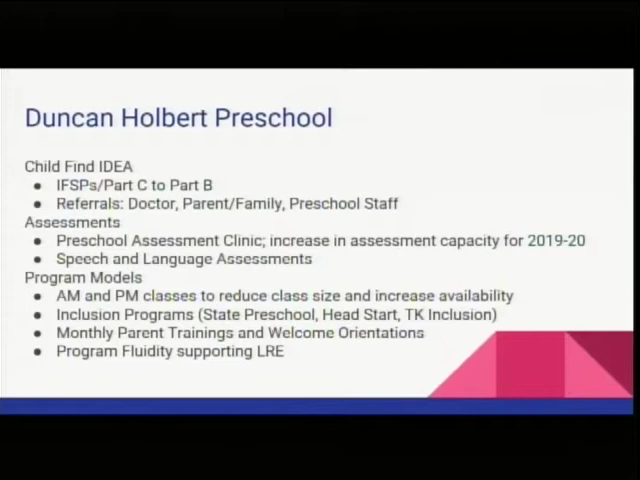 Duncan Holbert Preschool
Child Find IDEA
● IFSPs/Part C to Part B
● Referrals: Doctor, Parent/Family, Preschool Staff
Assessments
● Preschool Assessment Clinic; increase in assessment capacity for 2019-20
● Speech and Language Assessments
Program Models
● AM and PM classes to reduce class size and increase availability
● Inclusion Programs (State Preschool, Head Start, TK Inclusion)
● Monthly Parent Trainings and Welcome Orientations
● Program Fluidity supporting LRE